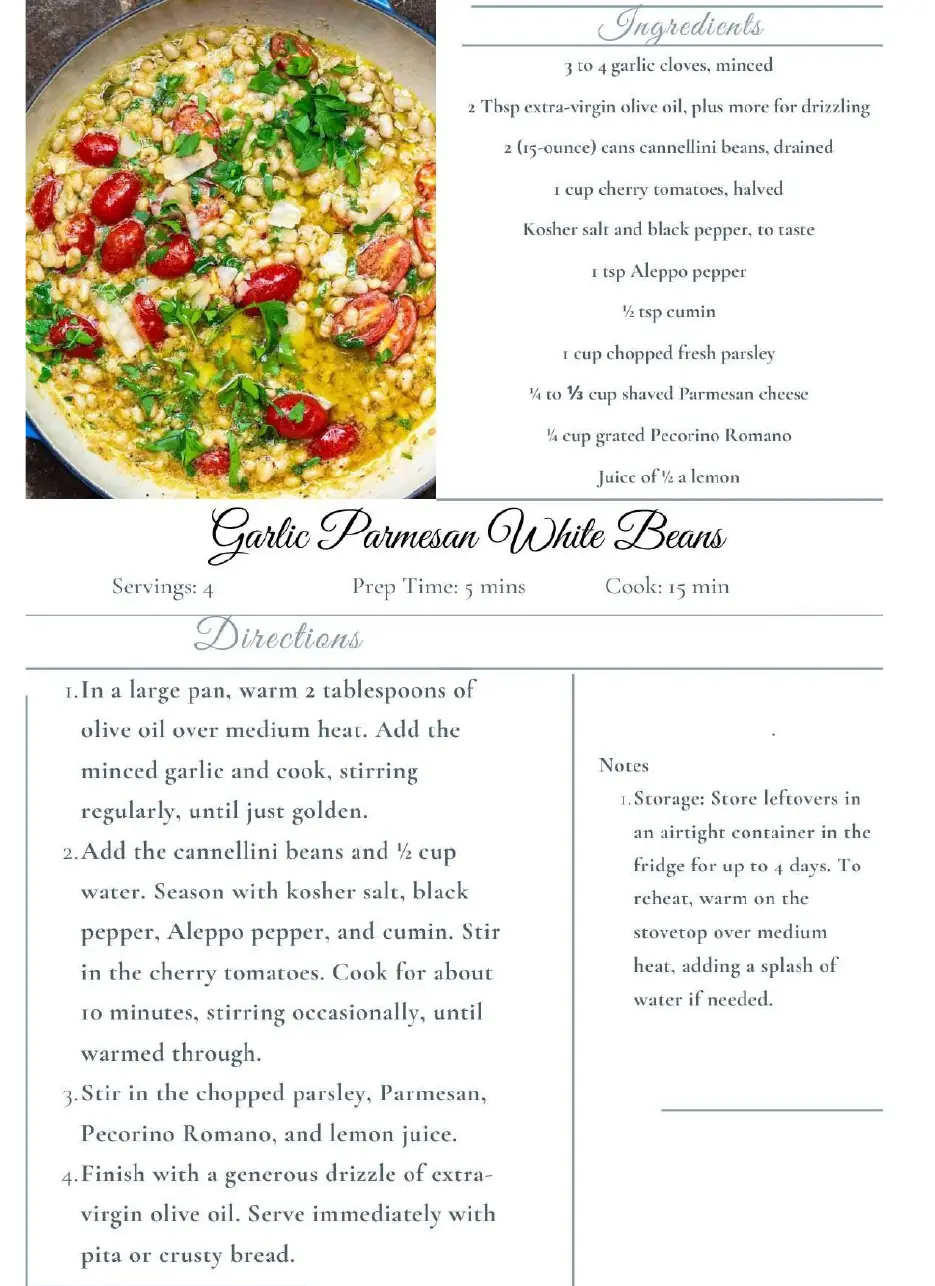 Ingredients
3 to 4 garlic cloves, minced
2 Tbsp extra-virgin olive oil, plus more for drizzling
2 (15-ounce) cans cannellini beans, drained
1 cup cherry tomatoes, halved
Kosher salt and black pepper, to taste
1 tsp Aleppo pepper
½ tsp cumin
1 cup chopped fresh parsley
¼ to ⅓ cup shaved Parmesan cheese
¼ cup grated Pecorino Romano
Juice of ½ a lemon
Garlic Parmesan White Beans
Servings: 4 Prep Time: 5 mins Cook: 15 min
Directions
1. In a large pan, warm 2 tablespoons of
olive oil over medium heat. Add the
minced garlic and cook, stirring
regularly, until just golden.
2. Add the cannellini beans and ½ cup
water. Season with kosher salt, black
pepper, Aleppo pepper, and cumin. Stir
in the cherry tomatoes. Cook for about
10 minutes, stirring occasionally, until
warmed through.
3. Stir in the chopped parsley, Parmesan,
Pecorino Romano, and lemon juice.
4. Finish with a generous drizzle of extra-
virgin olive oil. Serve immediately with
pita or crusty bread.
.
Notes
1. Storage: Store leftovers in
an airtight container in the
fridge for up to 4 days. To
reheat, warm on the
stovetop over medium
heat, adding a splash of
water if needed.